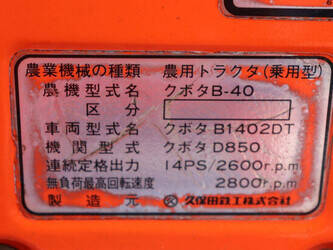 農業機械の種類 農用トラクタ(乗用型)
農機型式名 クボタB-40
区分
車両型式名 クボタB1402DT
機関型式名 クボタD850
連続定格出力 14PS/2600r.p.m
無負荷最高回転速度 2800r.p.m
製造元 久保田鉄工株式会社